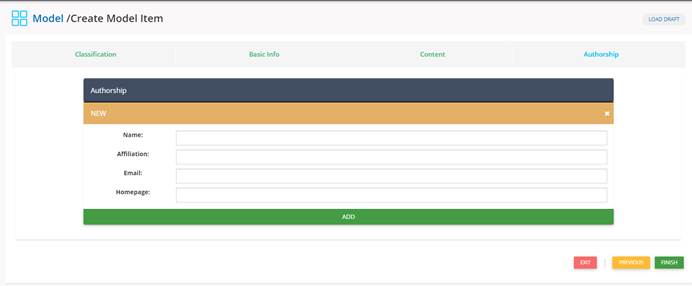 Model /Create Model Item
LOAD DRAFT
Classification Basic Info Content Authorship
Authorship
NEW ×
Name:
Affiliation:
Email:
Homepage:
ADD
EXIT PREVIOUS FINISH